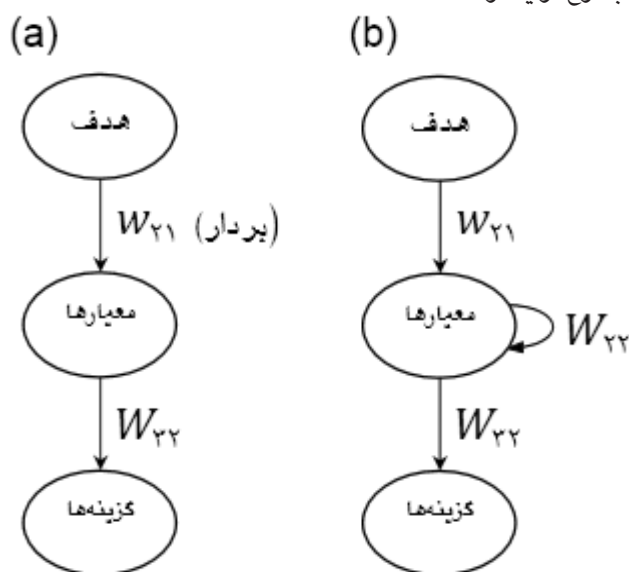 (a)
هدف
w۲۱ (بردار)
معیارها
W۳۲
گزینه‌ها
(b)
هدف
w۲۱
معیارها
W۲۲
W۳۲
گزینه‌ها